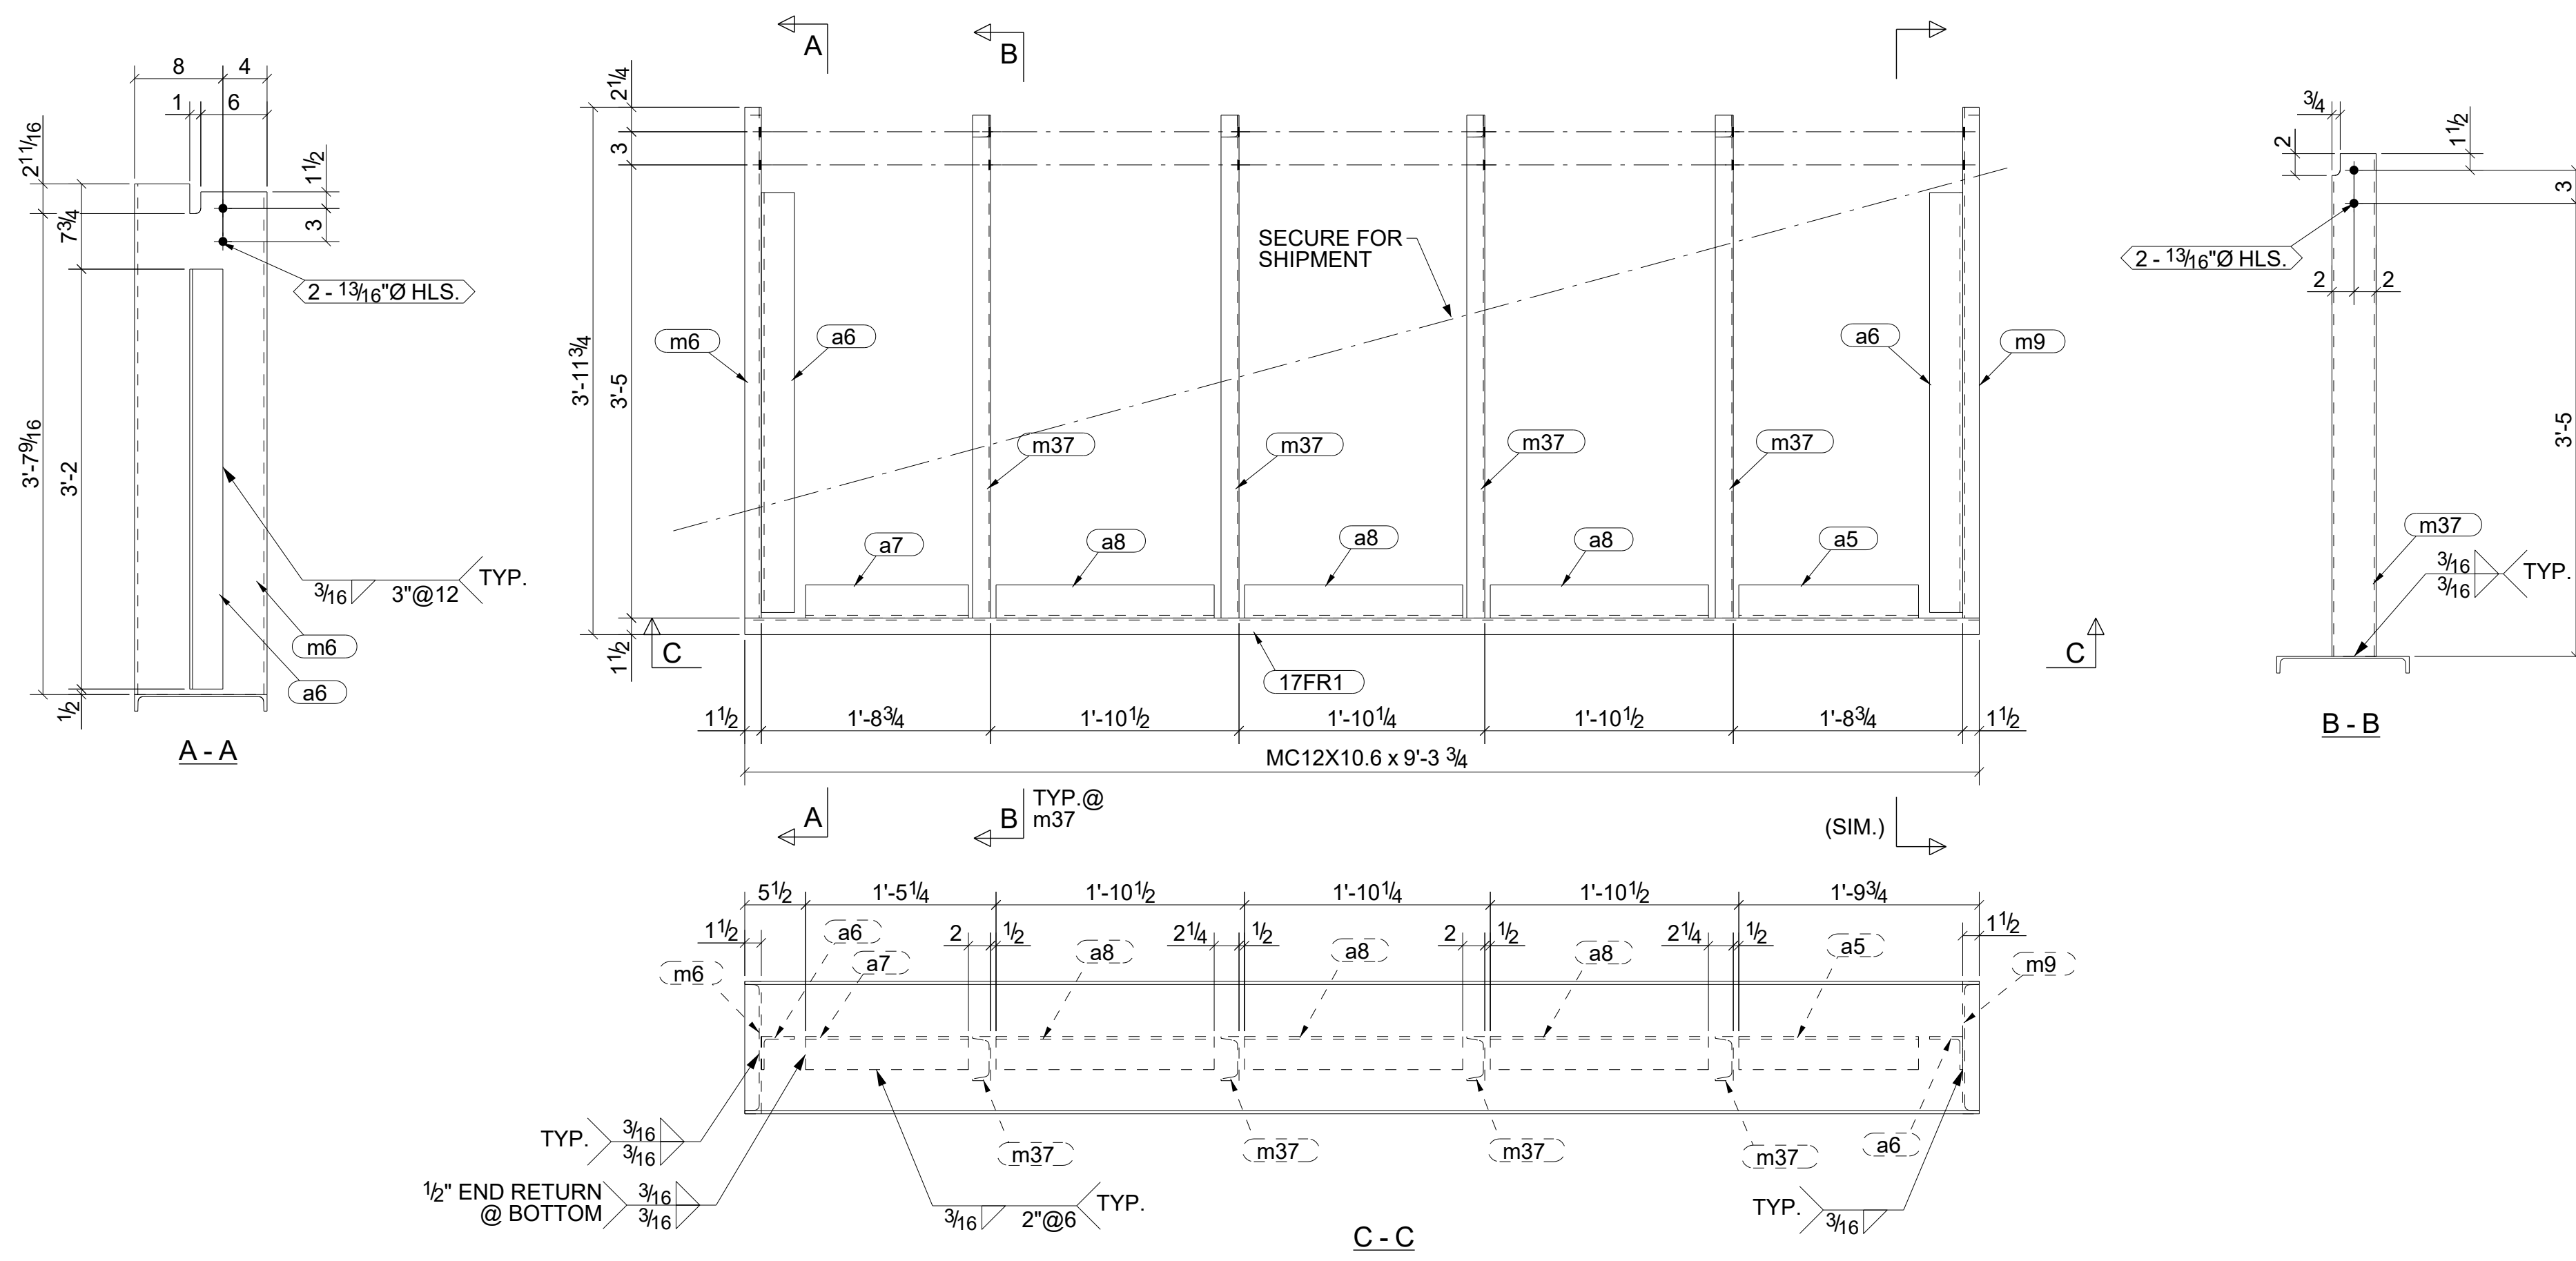 8
4
1
6
2 11/16
7 3/4
1 1/2
3
2 - 13/16"Ø HLS.
3'-7 9/16
3'-2
3/16
3"@12
TYP.
m6
a6
1/2
A - A
A
B
2 1/4
3
3'-11 3/4
3'-5
1 1/2
SECURE FOR
SHIPMENT
m6
a6
a6
m9
m37
m37
m37
m37
a7
a8
a8
a8
a5
C
C
17FR1
1 1/2
1'-8 3/4
1'-10 1/2
1'-10 1/4
1'-10 1/2
1'-8 3/4
1 1/2
MC12X10.6 x 9'-3 3/4
A
B
TYP.@
m37
(SIM.)
3/4
2
1 1/2
3
2 - 13/16"Ø HLS.
2
2
3'-5
m37
3/16
3/16
TYP.
B - B
5 1/2
1'-5 1/4
1'-10 1/2
1'-10 1/4
1'-10 1/2
1'-9 3/4
1 1/2
2
1/2
2 1/4
1/2
2
1/2
2 1/4
1/2
1 1/2
a6
m6
a7
a8
a8
a8
a5
m9
TYP.
3/16
3/16
m37
m37
m37
m37
a6
1/2" END RETURN
@ BOTTOM
3/16
3/16
3/16
2"@6
TYP.
TYP.
3/16
C - C